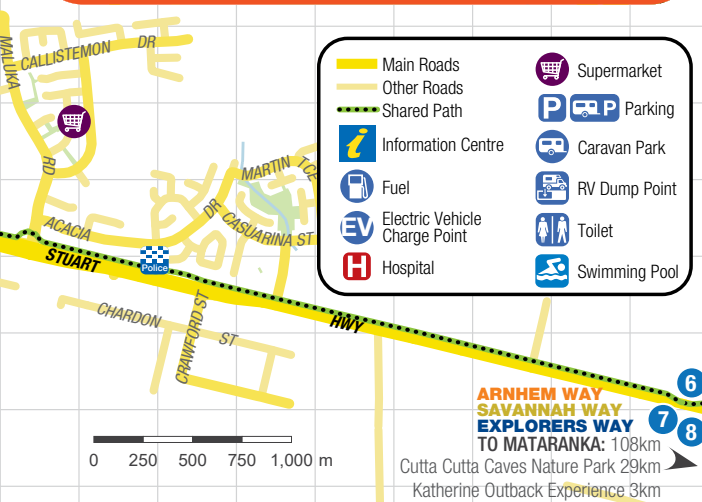 MALUKA
RD
CALLISTEMON DR
MARTIN TCE
ACACIA
DR
CASUARINA ST
Police
STUART
HWY
CHARDON
ST
CRAWFORD ST
Main Roads
Other Roads
Shared Path
i Information Centre
Fuel
EV Electric Vehicle
Charge Point
H Hospital
Supermarket
P P Parking
Caravan Park
RV Dump Point
Toilet
Swimming Pool
6
7
8
ARNHEM WAY
SAVANNAH WAY
EXPLORERS WAY
TO MATARANKA: 108km
Cutta Cutta Caves Nature Park 29km
Katherine Outback Experience 3km
0 250 500 750 1,000 m